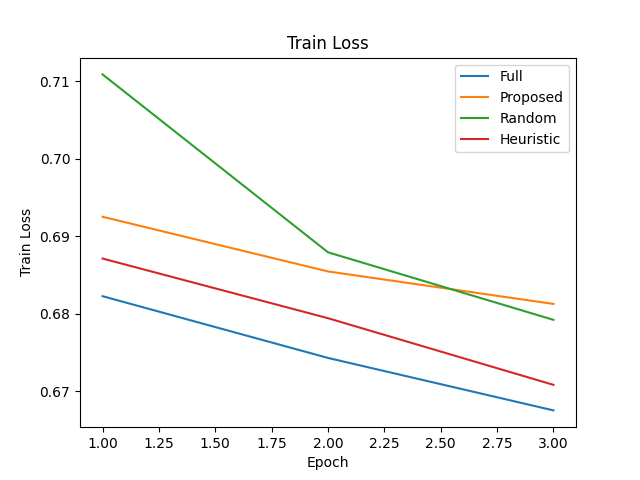 Train Loss
Full
Proposed
Random
Heuristic
Train Loss
0.71
0.70
0.69
0.68
0.67
1.00 1.25 1.50 1.75 2.00 2.25 2.50 2.75 3.00
Epoch